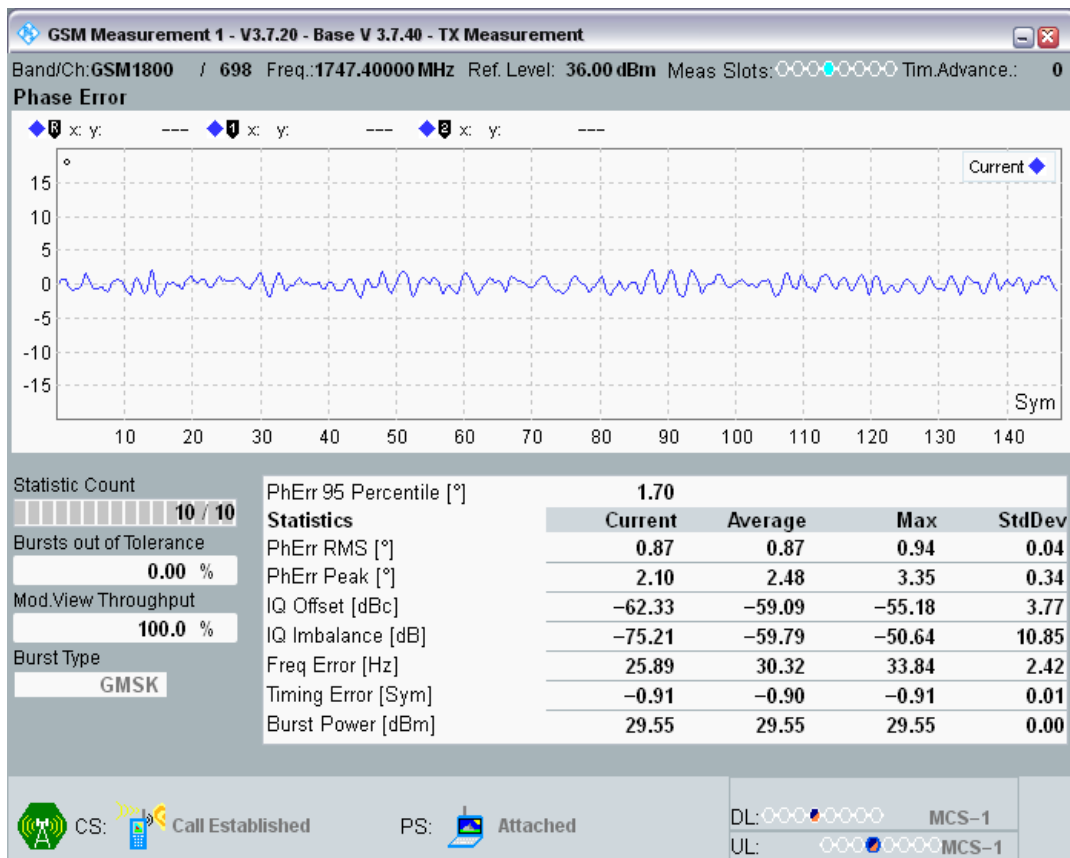 GSM Measurement 1 - V3.7.20 - Base V 3.7.40 - TX Measurement
Band/Ch:GSM1800 / 698 Freq.:1747.40000 MHz Ref. Level: 36.00 dBm Meas Slots: Tim.Advance.: 0
Phase Error
R x: y: --- 1 x: y: --- 2 x: y: ---
° Current
15
10
5
0
-5
-10
-15
Sym
10 20 30 40 50 60 70 80 90 100 110 120 130 140
Statistic Count
10 / 10
Bursts out of Tolerance
0.00 %
Mod.View Throughput
100.0 %
Burst Type
GMSK
PhErr 95 Percentile [°] 1.70
Statistics Current Average Max StdDev
PhErr RMS [°] 0.87 0.87 0.94 0.04
PhErr Peak [°] 2.10 2.48 3.35 0.34
IQ Offset [dBc] −62.33 −59.09 −55.18 3.77
IQ Imbalance [dB] −75.21 −59.79 −50.64 10.85
Freq Error [Hz] 25.89 30.32 33.84 2.42
Timing Error [Sym] −0.91 −0.90 −0.91 0.01
Burst Power [dBm] 29.55 29.55 29.55 0.00
CS: Call Established PS: Attached
DL: MCS−1
UL: MCS−1